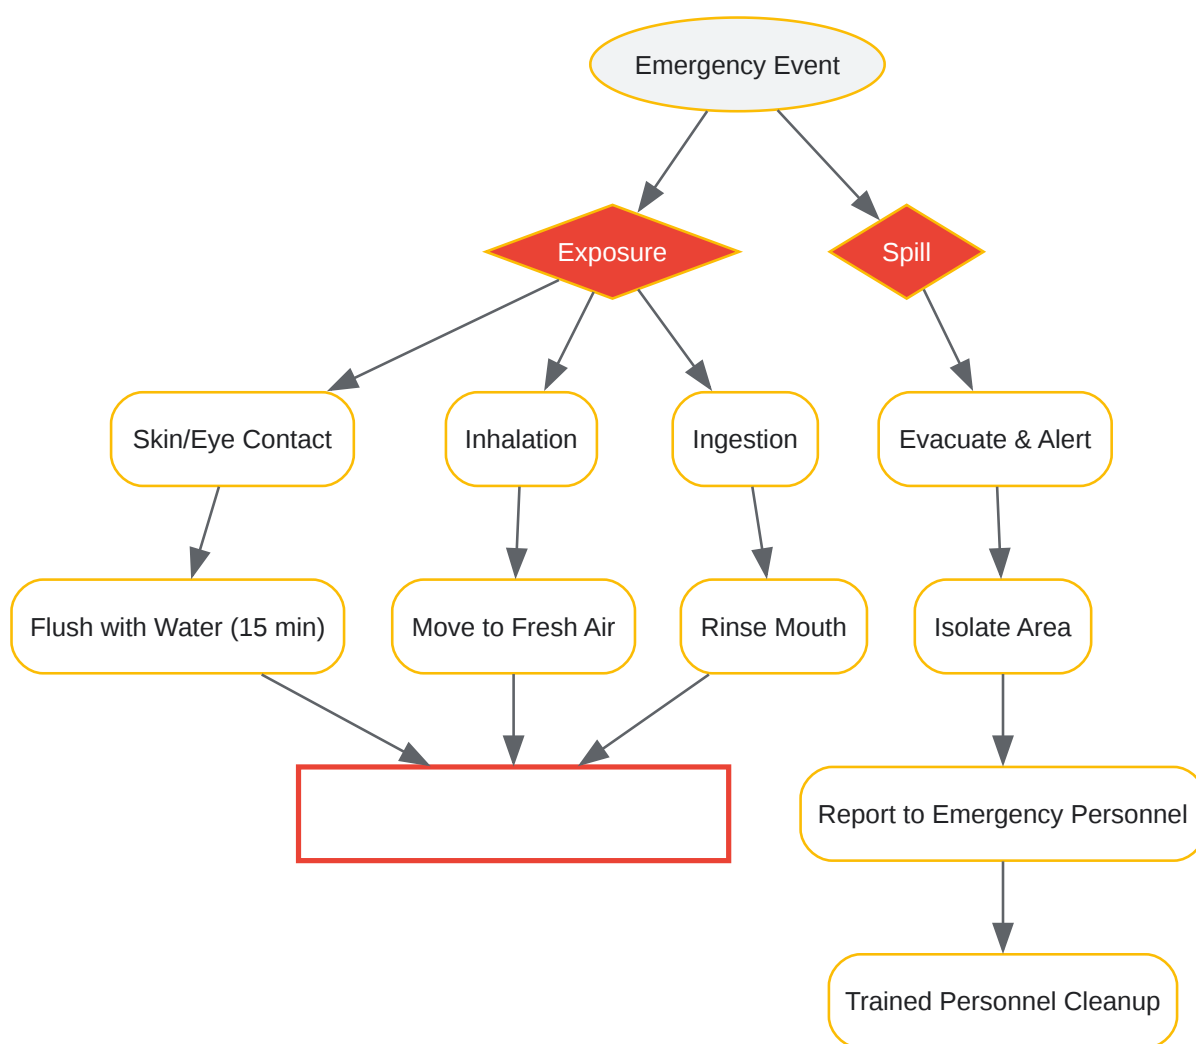 Emergency Event
Exposure
Spill
Skin/Eye Contact
Inhalation
Ingestion
Evacuate & Alert
Flush with Water (15 min)
Move to Fresh Air
Rinse Mouth
Isolate Area
Report to Emergency Personnel
Trained Personnel Cleanup